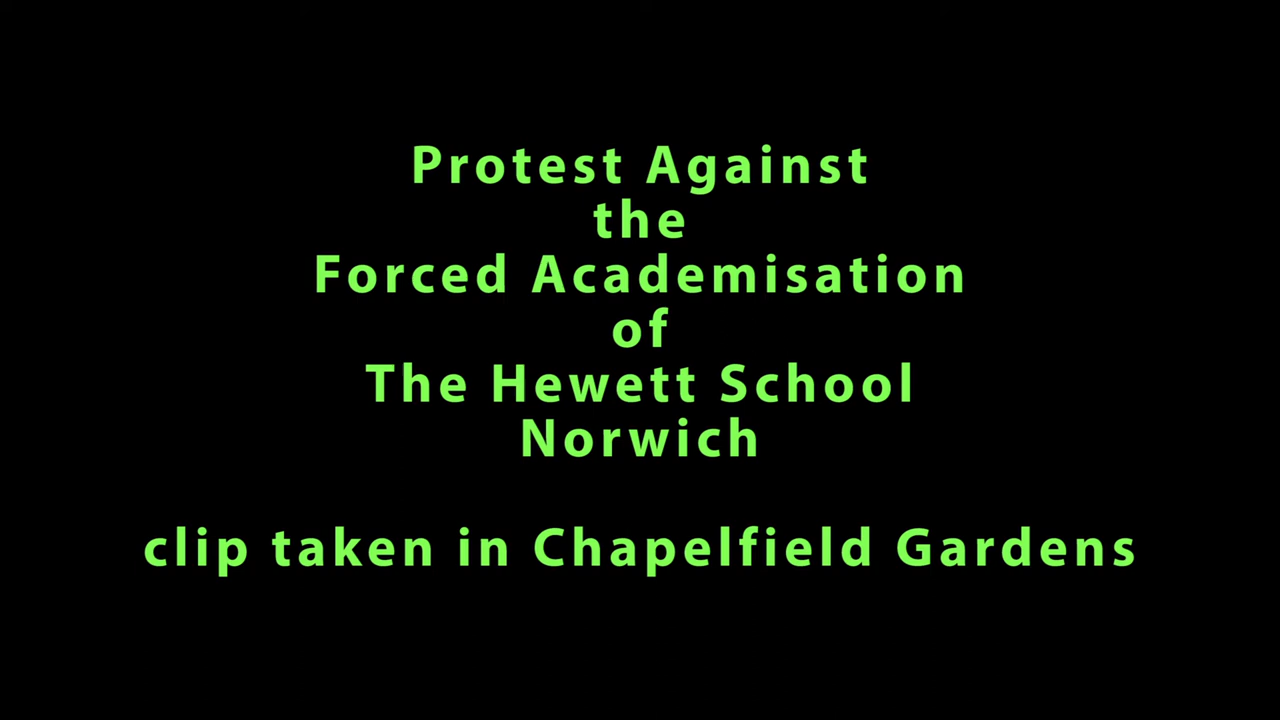 Protest Against
the
Forced Academisation
of
The Hewett School
Norwich
clip taken in Chapelfield Gardens